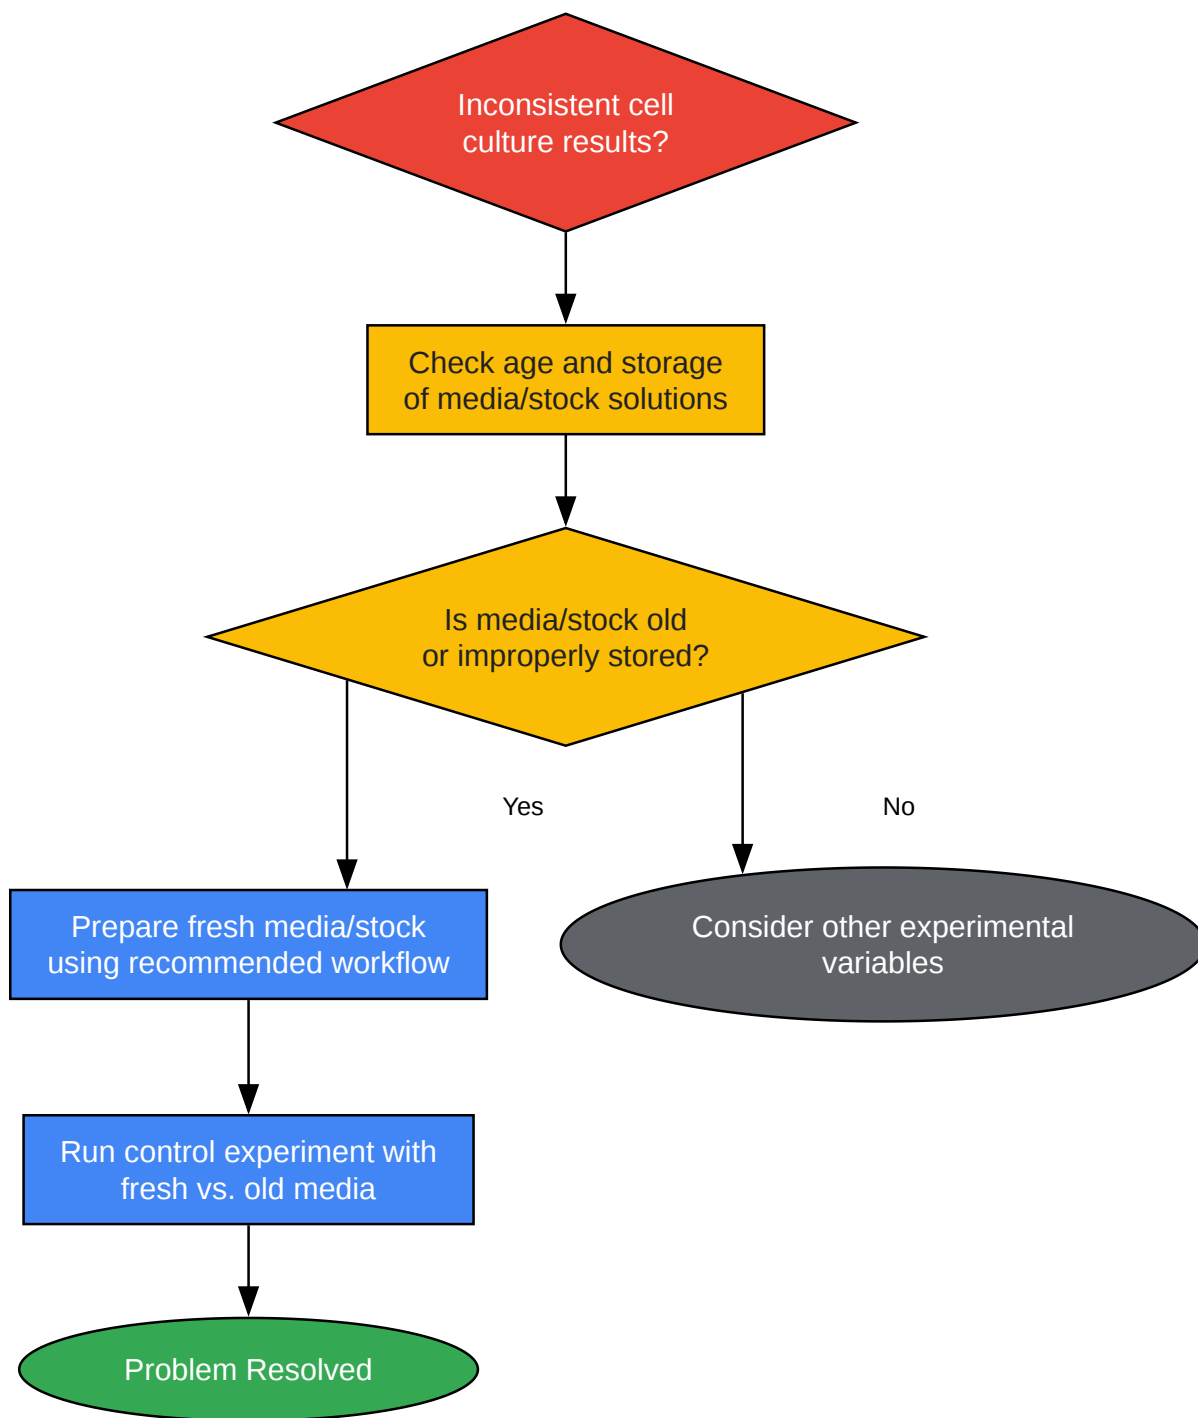 Inconsistent cell
culture results?
Check age and storage
of media/stock solutions
Is media/stock old
or improperly stored?
Yes
No
Prepare fresh media/stock
using recommended workflow
Consider other experimental
variables
Run control experiment with
fresh vs. old media
Problem Resolved